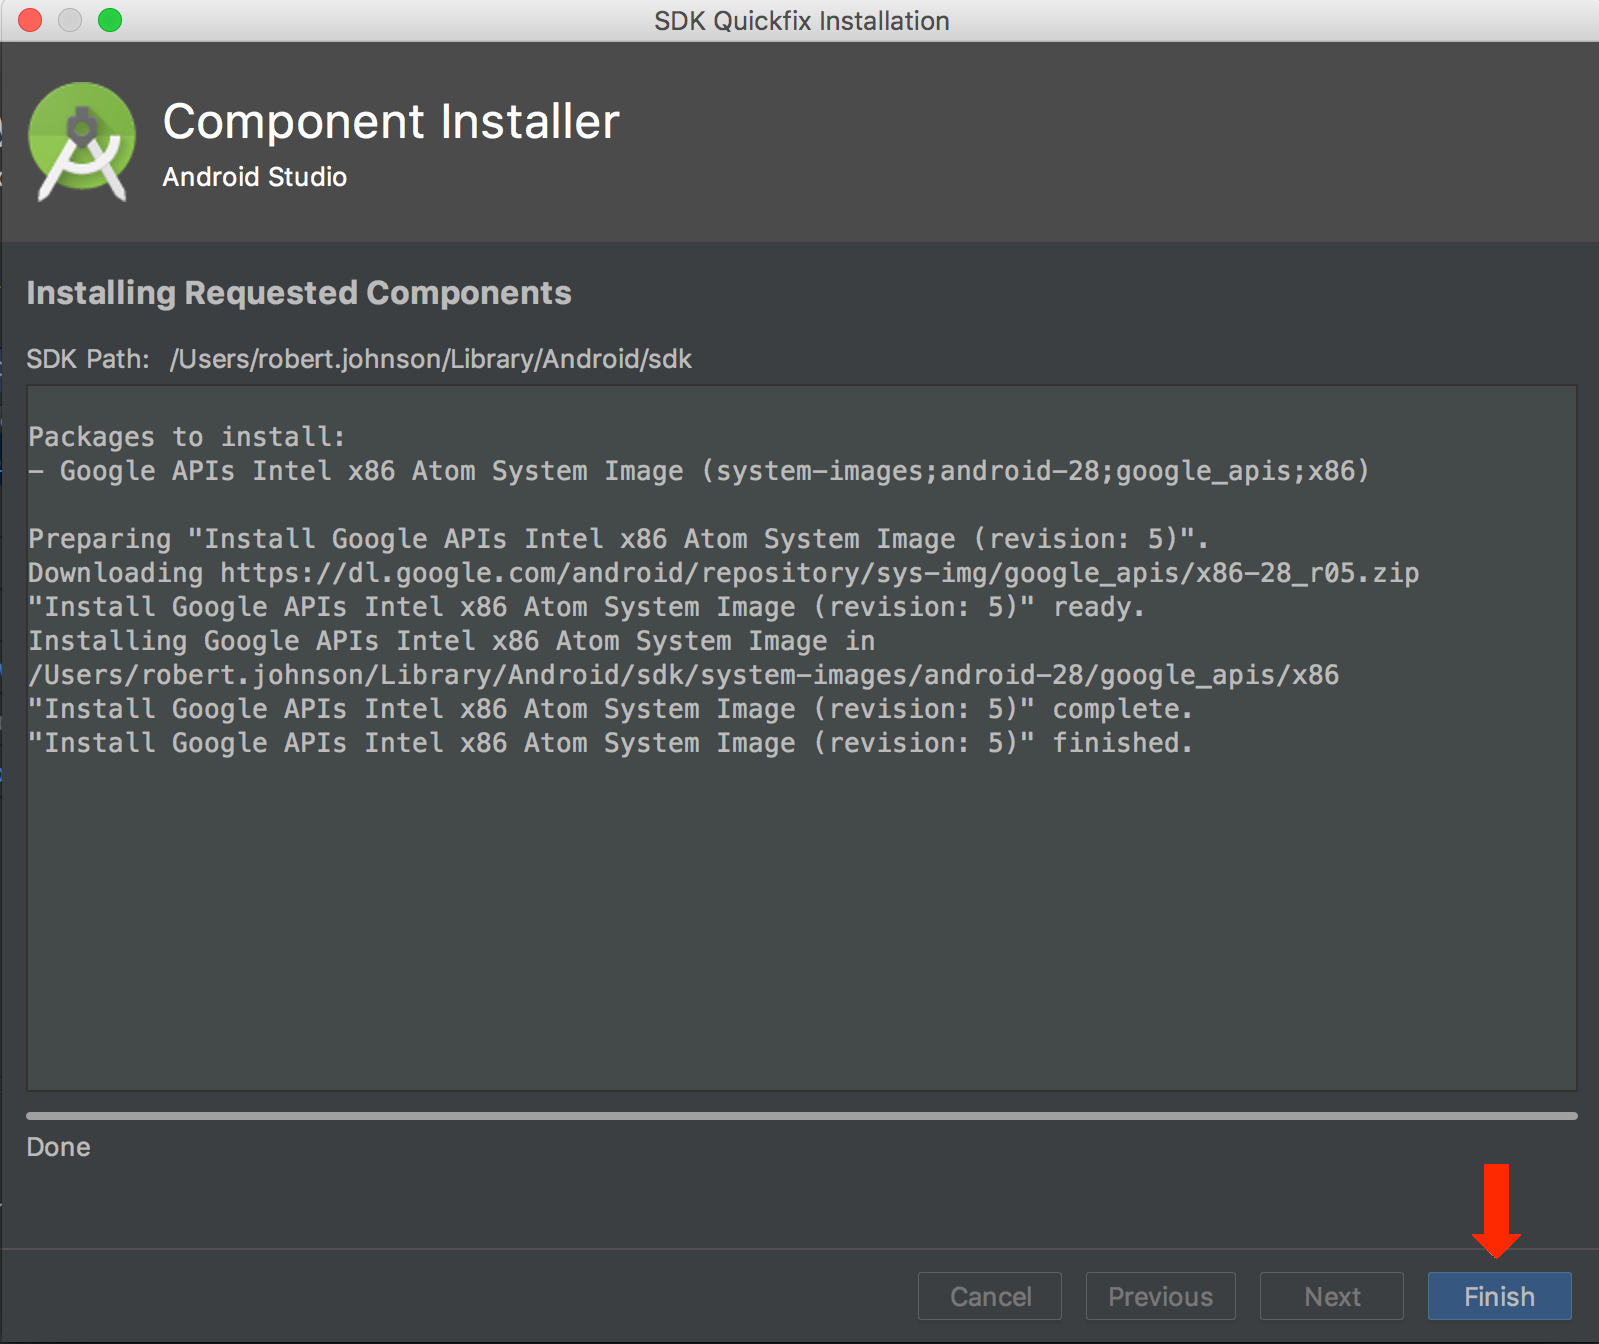 SDK Quickfix Installation
Component Installer
Android Studio
Installing Requested Components
SDK Path: /Users/robert.johnson/Library/Android/sdk
Packages to install:
- Google APIs Intel x86 Atom System Image (system-images;android-28;google_apis;x86)
Preparing "Install Google APIs Intel x86 Atom System Image (revision: 5)".
Downloading https://dl.google.com/android/repository/sys-img/google_apis/x86-28_r05.zip
"Install Google APIs Intel x86 Atom System Image (revision: 5)" ready.
Installing Google APIs Intel x86 Atom System Image in
/Users/robert.johnson/Library/Android/sdk/system-images/android-28/google_apis/x86
"Install Google APIs Intel x86 Atom System Image (revision: 5)" complete.
"Install Google APIs Intel x86 Atom System Image (revision: 5)" finished.
Done
Cancel Previous Next Finish